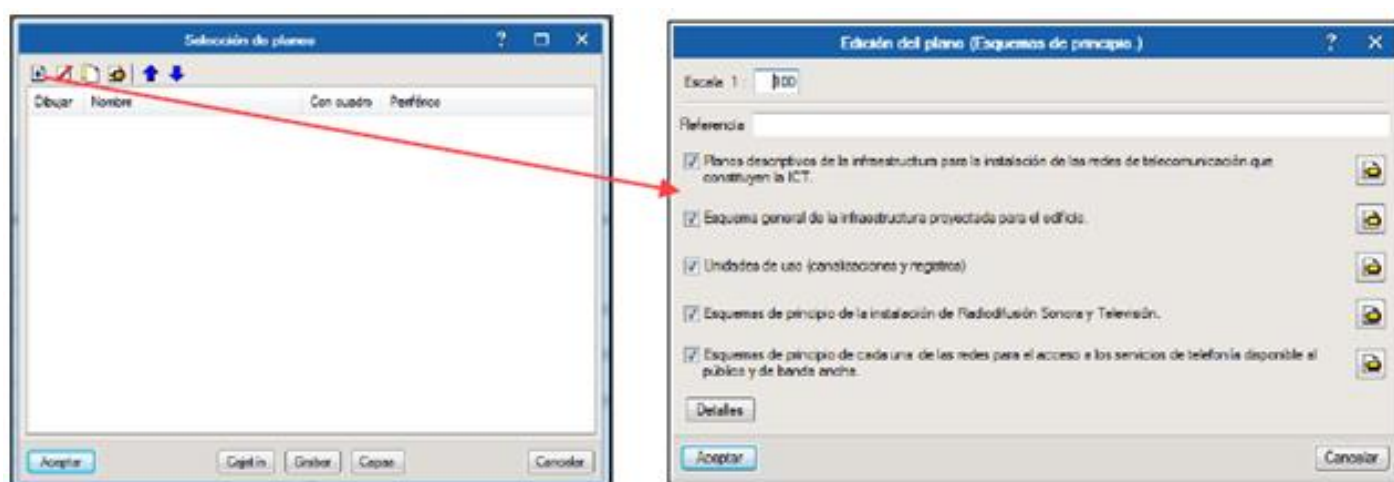 Selección de planos
Dibujar Nombre Con cuadro Periférico
Aceptar Cajetín Grabar Capas Cancelar
Edición del plano (Esquemas de principio )
Escala 1 : 100
Referencia
Planos descriptivos de la infraestructura para la instalación de las redes de telecomunicación que
constituyen la ICT.
Esquema general de la infraestructura proyectada para el edificio.
Unidades de uso (canalizaciones y registros)
Esquemas de principio de la instalación de Radiodifusión Sonora y Televisión.
Esquemas de principio de cada una de las redes para el acceso a los servicios de telefonía disponible al
público y de banda ancha.
Detalles
Aceptar Cancelar